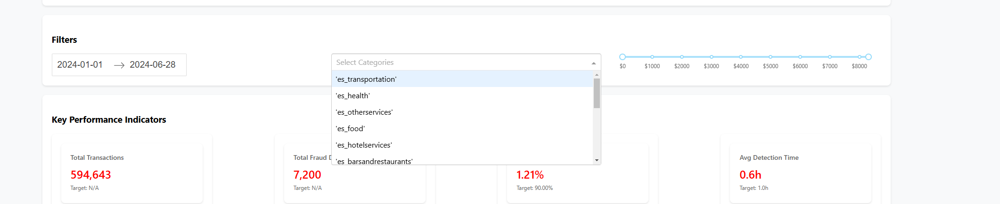 Filters
2024-01-01 → 2024-06-28
Select Categories
'es_transportation'
'es_health'
'es_otherservices'
'es_food'
'es_hotelservices'
'es_barsandrestaurants'
$0 $1000 $2000 $3000 $4000 $5000 $6000 $7000 $8000
Key Performance Indicators
Total Transactions
594,643
Target: N/A
Total Fraud
7,200
Target: N/A
1.21%
Target: 90.00%
Avg Detection Time
0.6h
Target: 1.0h